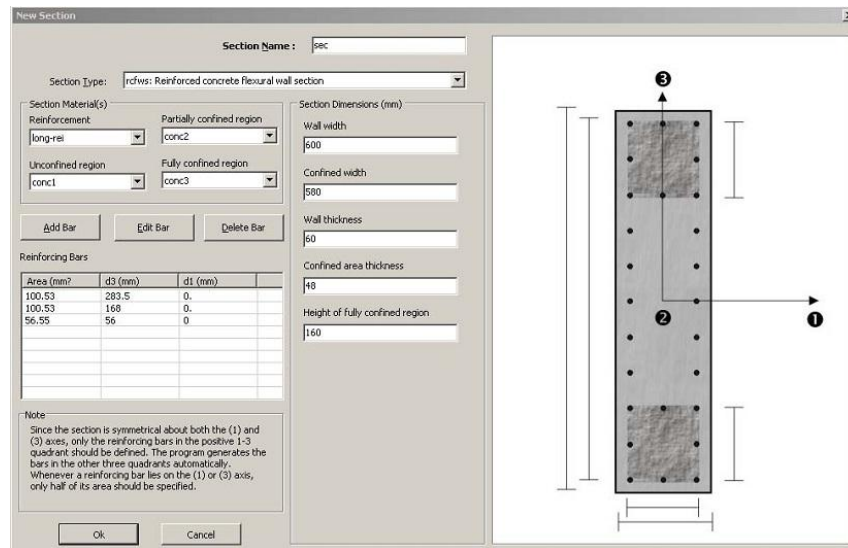 New Section
Section Name : sec
Section Type: rcfws: Reinforced concrete flexural wall section
Section Material(s)
Reinforcement
long-rei
Partially confined region
conc2
Unconfined region
conc1
Fully confined region
conc3
Add Bar
Edit Bar
Delete Bar
Reinforcing Bars
Area (mm? d3 (mm) d1 (mm)
100.53 283.5 0.
100.53 168 0.
56.55 56 0
Note
Since the section is symmetrical about both the (1) and
(3) axes, only the reinforcing bars in the positive 1-3
quadrant should be defined. The program generates the
bars in the other three quadrants automatically.
Whenever a reinforcing bar lies on the (1) or (3) axis,
only half of its area should be specified.
Ok
Cancel
Section Dimensions (mm)
Wall width
600
Confined width
580
Wall thickness
60
Confined area thickness
48
Height of fully confined region
160
3
2
1